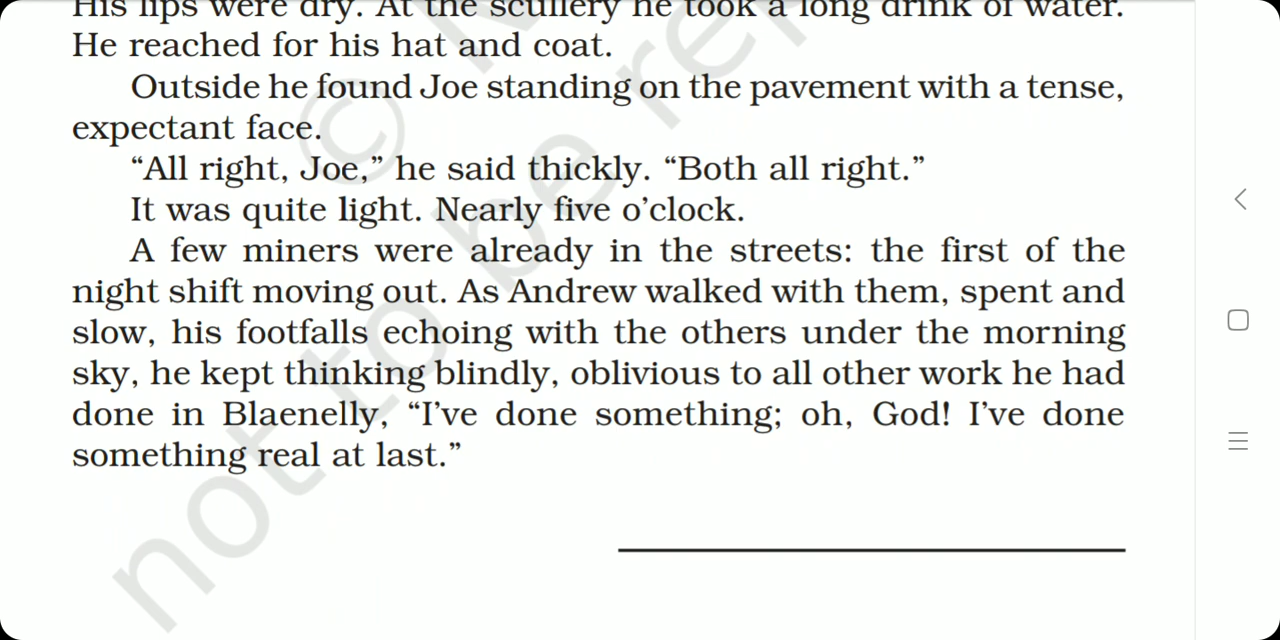 His lips were dry. At the scullery he took a long drink of water.
He reached for his hat and coat.
Outside he found Joe standing on the pavement with a tense,
expectant face.
“All right, Joe,” he said thickly. “Both all right.”
It was quite light. Nearly five o’clock.
A few miners were already in the streets: the first of the
night shift moving out. As Andrew walked with them, spent and
slow, his footfalls echoing with the others under the morning
sky, he kept thinking blindly, oblivious to all other work he had
done in Blaenelly, “I’ve done something; oh, God! I’ve done
something real at last.”
© N
not to be rep